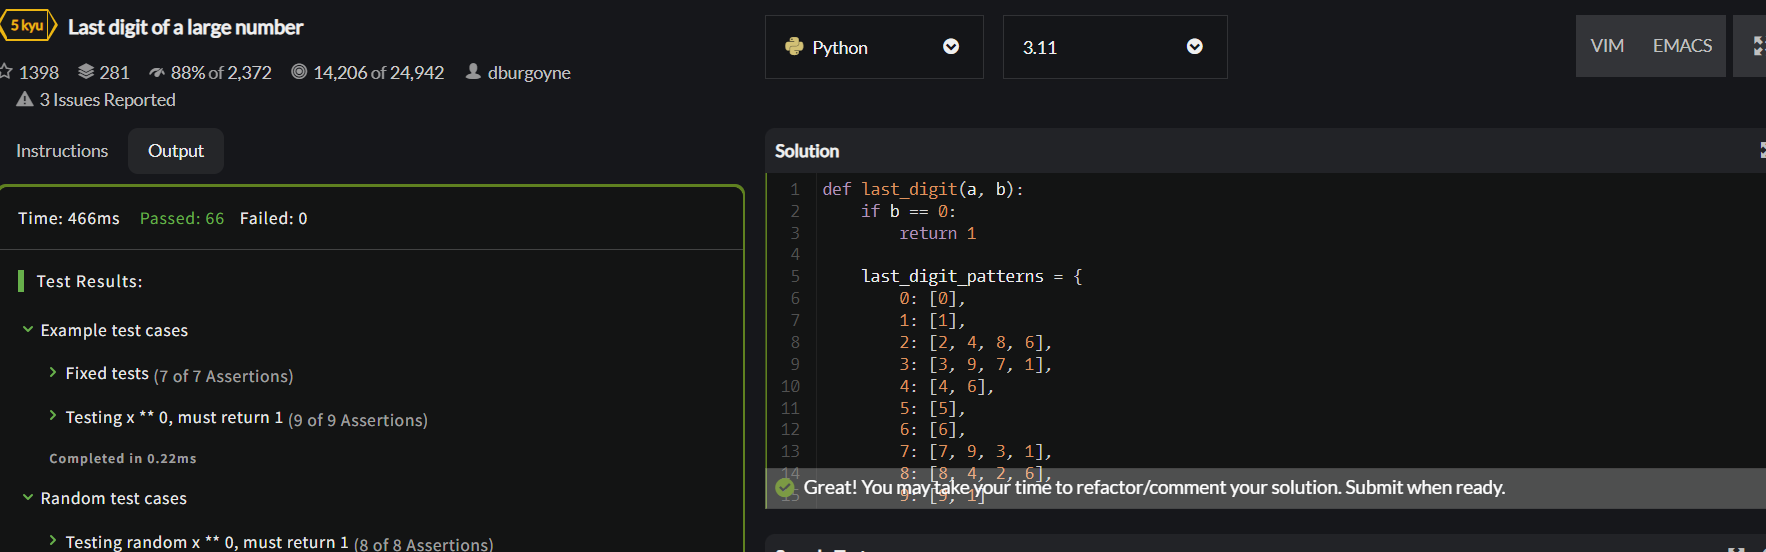 5 kyu Last digit of a large number
1398 281 88% of 2,372 14,206 of 24,942 dburgoyne
3 Issues Reported
Instructions Output
Time: 466ms Passed: 66 Failed: 0
Test Results:
Example test cases
Fixed tests (7 of 7 Assertions)
Testing x ** 0, must return 1 (9 of 9 Assertions)
Completed in 0.22ms
Random test cases
Testing random x ** 0, must return 1 (8 of 8 Assertions)
Python 3.11 VIM EMACS
Solution
1 def last_digit(a, b):
2 if b == 0:
3 return 1
4
5 last_digit_patterns = {
6 0: [0],
7 1: [1],
8 2: [2, 4, 8, 6],
9 3: [3, 9, 7, 1],
10 4: [4, 6],
11 5: [5],
12 6: [6],
13 7: [7, 9, 3, 1],
14 8: [8, 4, 2, 6],
15 9: [9, 1]
Great! You may take your time to refactor/comment your solution. Submit when ready.